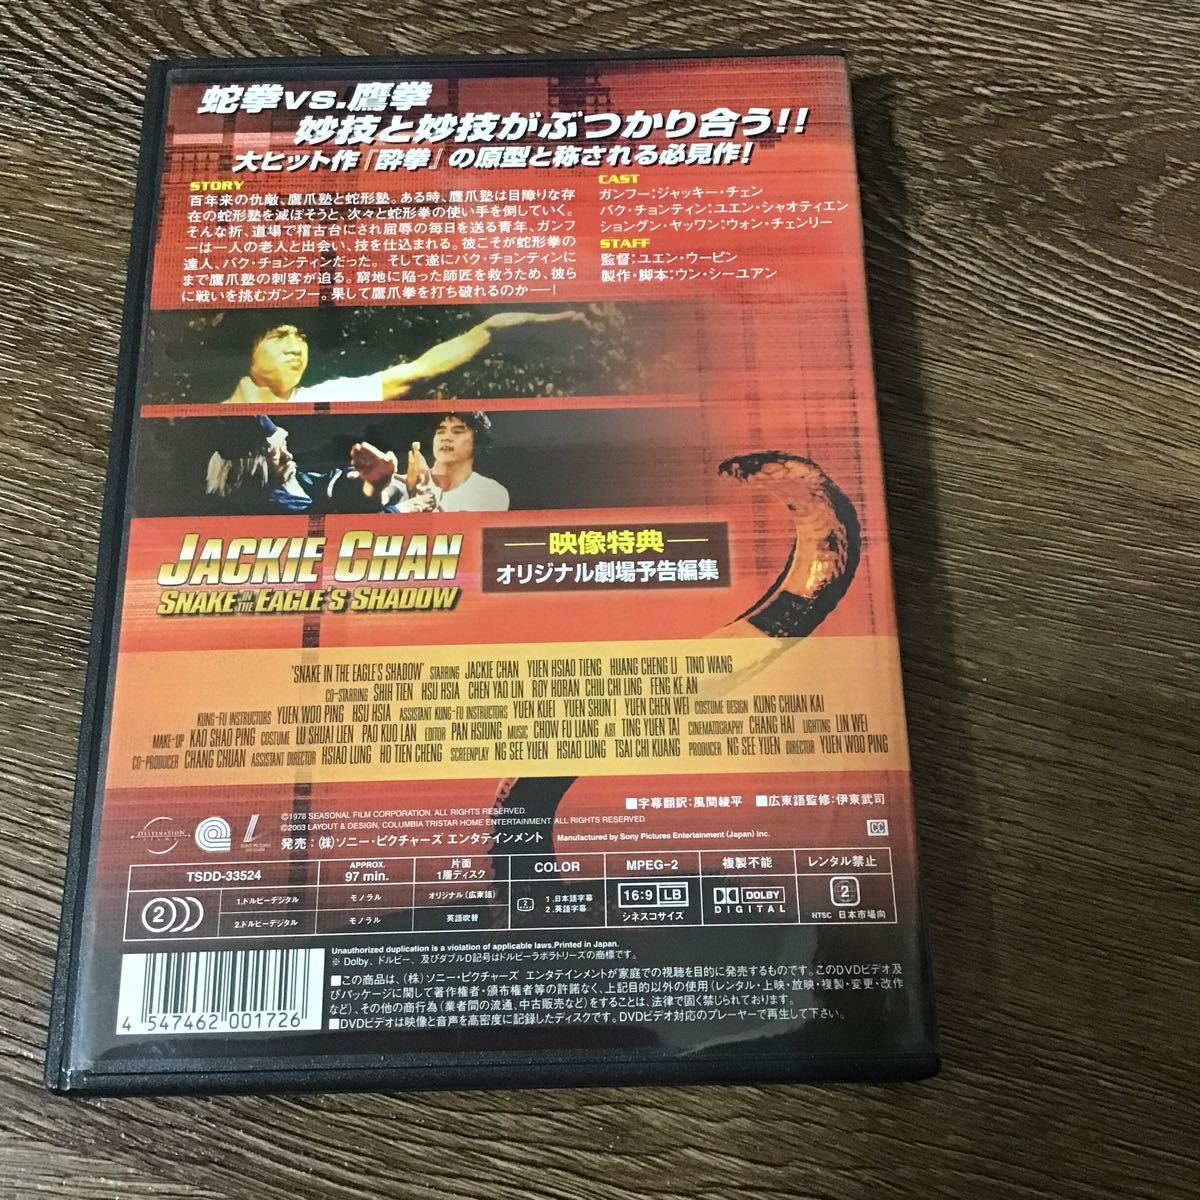 蛇拳vs.鷹拳
妙技と妙技がぶつかり合う!!
大ヒット作『酔拳』の原型と称される必見作!
STORY
百年来の仇敵、鷹爪塾と蛇形塾。ある時、鷹爪塾は目障りな存
在の蛇形塾を滅ぼそうと、次々と蛇形拳の使い手を倒していく。
そんな折、道場で稽古台にされ屈辱の毎日を送る青年、ガンフ
ーは一人の老人と出会い、技を仕込まれる。彼こそが蛇形拳の
達人、パク・チョンティンだった。そして遂にパク・チョンティンに
まで鷹爪塾の刺客が迫る。窮地に陥った師匠を救うため、彼ら
に戦いを挑むガンフー。果して鷹爪拳を打ち破れるのか―!
CAST
ガンフー:ジャッキー・チェン
パク・チョンティン:ユエン・シャオティエン
ションクン・ヤッワン:ウォン・チェンリー
STAFF
監督:ユエン・ウーピン
製作・脚本:ウン・シーユアン
JACKIE CHAN
SNAKE IN THE EAGLE'S SHADOW
―映像特典―
オリジナル劇場予告編集
"SNAKE IN THE EAGLE'S SHADOW" STARRING JACKIE CHAN YUEN HSIAO TIENG HUANG CHENG LI TINO WANG
CO-STARRING SHIH TIEN HSU HSIA CHEN YAO LIN ROY HORAN CHIU CHI LING FENG KE AN
KUNG-FU INSTRUCTORS YUEN WOO PING HSU HSIA ASSISTANT KUNG-FU INSTRUCTORS YUEN KUEI YUEN SHUN I YUEN CHEN WEI COSTUME DESIGN KUNG CHUAN KAI
MAKE-UP KAO SHAO PING COSTUME LU SHUAI LIEN PAO KUO LAN EDITOR PAN HSIUNG MUSIC CHOW FU LIANG ART TING YUEN TAI CINEMATOGRAPHY CHANG HAI LIGHTING LIN WEI
CO-PRODUCER CHANG CHUAN ASSISTANT DIRECTOR HSIAO LUNG HO TIEN CHENG SCREENPLAY NG SEE YUEN HSIAO LUNG TSAI CHI KUANG PRODUCER NG SEE YUEN DIRECTOR YUEN WOO PING
■字幕翻訳:風間綾平 ■広東語監修:伊東武司
©1978 SEASONAL FILM CORPORATION. ALL RIGHTS RESERVED.
©2003 LAYOUT & DESIGN, COLUMBIA TRISTAR HOME ENTERTAINMENT. ALL RIGHTS RESERVED.
DESTINATION
SONY PICTURES
発売:(株)ソニー・ピクチャーズ エンタテインメント Manufactured by Sony Pictures Entertainment (Japan) Inc.
CC
TSDD-33524
APPROX. 97 min.
片面 1層ディスク
COLOR
MPEG-2
複製不能
レンタル禁止
2
1.ドルビーデジタル モノラル オリジナル(広東語)
2.ドルビーデジタル モノラル 英語吹替
2
1.日本語字幕
2.英語字幕
16:9 LB
シネスコサイズ
DOLBY
DIGITAL
2
NTSC 日本市場向
Unauthorized duplication is a violation of applicable laws.Printed in Japan.
※ Dolby、ドルビー、及びダブルD記号はドルビーラボラトリーズの商標です。
■この商品は、(株)ソニー・ピクチャーズ エンタテインメントが家庭での視聴を目的に発売するものです。このDVDビデオ及
びパッケージに関して著作権者・頒布権者等の許諾なく、上記目的以外の使用(レンタル・上映・放映・複製・変更・改作
など)、その他の商行為(業者間の流通、中古販売など)をすることは、法律で固く禁じられております。
■DVDビデオは映像と音声を高密度に記録したディスクです。DVDビデオ対応のプレーヤーで再生して下さい。
4 547462 001726